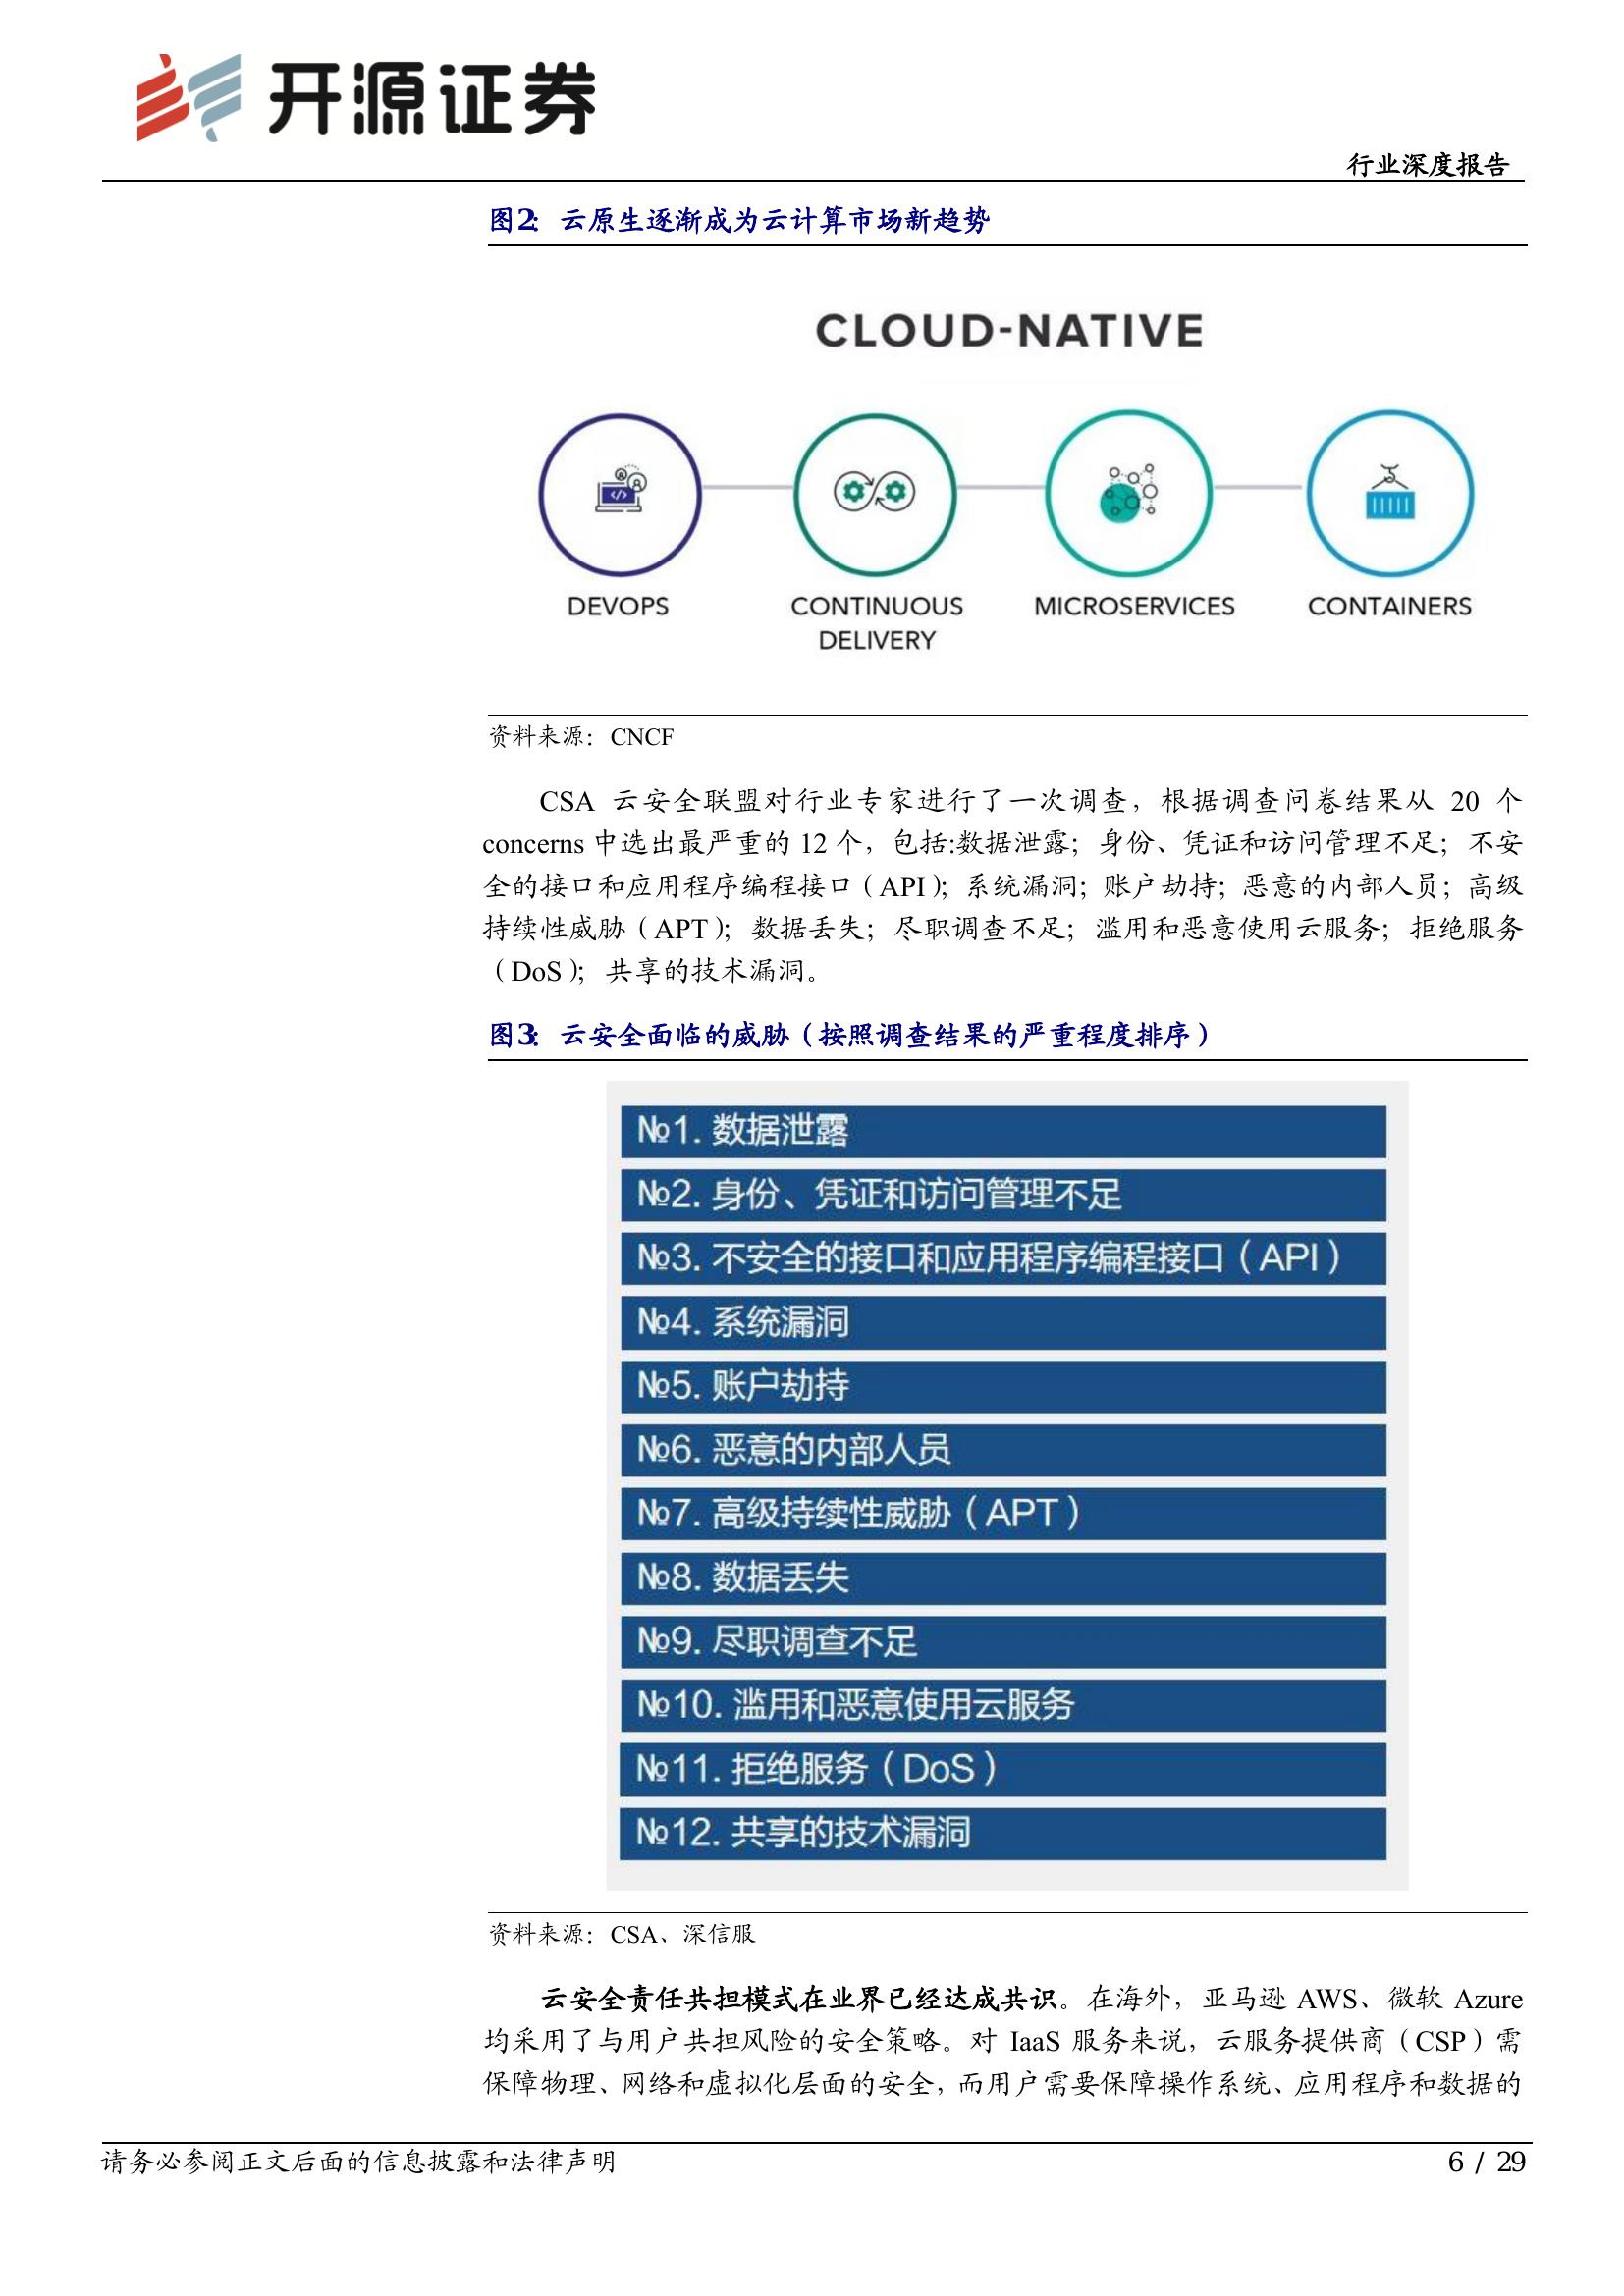 开源证券
行业深度报告
图2： 云原生逐渐成为云计算市场新趋势
CLOUD-NATIVE
DEVOPS
CONTINUOUS
DELIVERY
MICROSERVICES
CONTAINERS
资料来源：CNCF
CSA 云安全联盟对行业专家进行了一次调查，根据调查问卷结果从 20 个
concerns 中选出最严重的 12 个，包括:数据泄露；身份、凭证和访问管理不足；不安
全的接口和应用程序编程接口（API）；系统漏洞；账户劫持；恶意的内部人员；高级
持续性威胁（APT）；数据丢失；尽职调查不足；滥用和恶意使用云服务；拒绝服务
（DoS）；共享的技术漏洞。
图3： 云安全面临的威胁（按照调查结果的严重程度排序）
№1. 数据泄露
№2. 身份、凭证和访问管理不足
№3. 不安全的接口和应用程序编程接口（API）
№4. 系统漏洞
№5. 账户劫持
№6. 恶意的内部人员
№7. 高级持续性威胁（APT）
№8. 数据丢失
№9. 尽职调查不足
№10. 滥用和恶意使用云服务
№11. 拒绝服务（DoS）
№12. 共享的技术漏洞
资料来源：CSA、深信服
云安全责任共担模式在业界已经达成共识。在海外，亚马逊 AWS、微软 Azure
均采用了与用户共担风险的安全策略。对 IaaS 服务来说，云服务提供商（CSP）需
保障物理、网络和虚拟化层面的安全，而用户需要保障操作系统、应用程序和数据的
请务必参阅正文后面的信息披露和法律声明
6 / 29